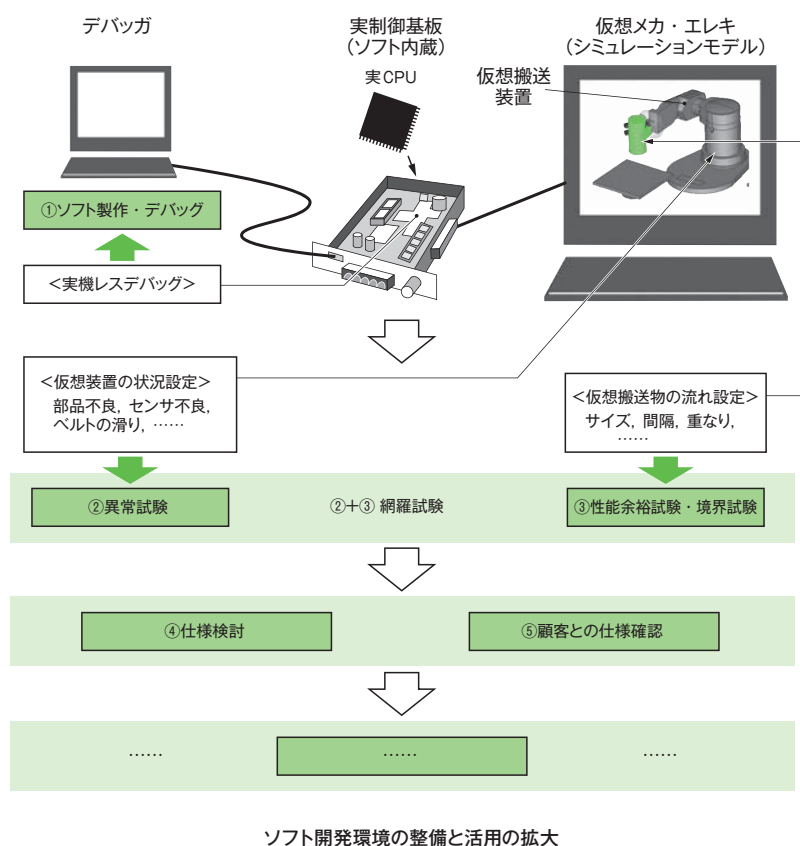 デバッガ
実制御基板
（ソフト内蔵）
実CPU
仮想メカ・エレキ
（シミュレーションモデル）
仮想搬送
装置
①ソフト製作・デバッグ
＜実機レスデバッグ＞
＜仮想装置の状況設定＞
部品不良, センサ不良,
ベルトの滑り, ……
＜仮想搬送物の流れ設定＞
サイズ, 間隔, 重なり,
……
②異常試験
②＋③ 網羅試験
③性能余裕試験・境界試験
④仕様検討
⑤顧客との仕様確認
……
……
……
ソフト開発環境の整備と活用の拡大